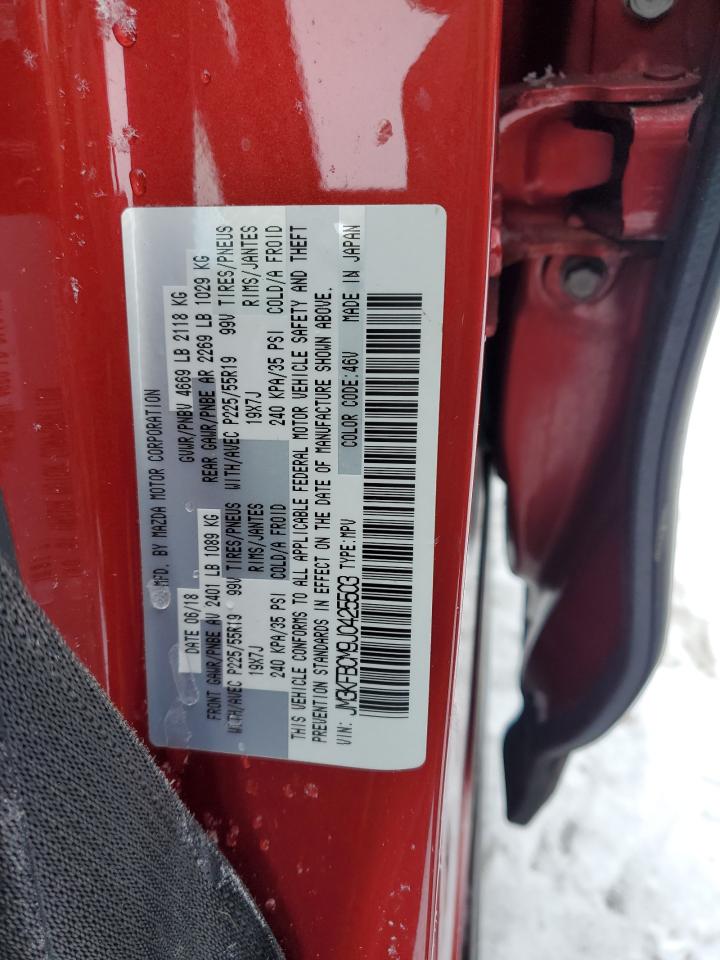 MFD. BY MAZDA MOTOR CORPORATION
DATE 06/18 GVWR/PNBV 4669 LB 2118 KG
FRONT GAWR/PNBE AV 2401 LB 1089 KG REAR GAWR/PNBE AR 2269 LB 1029 KG
WITH/AVEC P225/55R19 99V TIRES/PNEUS WITH/AVEC P225/55R19 99V TIRES/PNEUS
19X7J RIMS/JANTES 19X7J RIMS/JANTES
240 KPA/35 PSI COLD/A FROID 240 KPA/35 PSI COLD/A FROID
THIS VEHICLE CONFORMS TO ALL APPLICABLE FEDERAL MOTOR VEHICLE SAFETY AND THEFT
PREVENTION STANDARDS IN EFFECT ON THE DATE OF MANUFACTURE SHOWN ABOVE.
VIN: JM3KFBCM9J0425503 TYPE:MPV COLOR CODE:46V MADE IN JAPAN